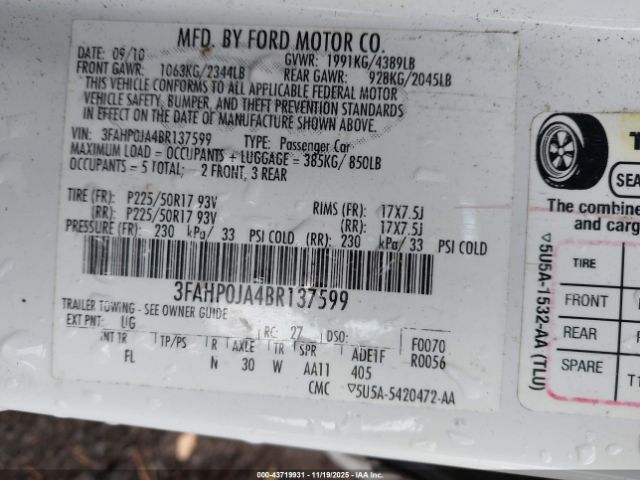 MFD. BY FORD MOTOR CO.
DATE: 09/10 GVWR: 1991KG/4389LB
FRONT GAWR: 1063KG/2344LB REAR GAWR: 928KG/2045LB
THIS VEHICLE CONFORMS TO ALL APPLICABLE FEDERAL MOTOR
VEHICLE SAFETY, BUMPER, AND THEFT PREVENTION STANDARDS
IN EFFECT ON THE DATE OF MANUFACTURE SHOWN ABOVE.
VIN: 3FAHP0JA4BR137599 TYPE: Passenger Car
MAXIMUM LOAD = OCCUPANTS + LUGGAGE = 385KG/ 850LB
OCCUPANTS = 5 TOTAL; 2 FRONT, 3 REAR
TIRE (FR): P225/50R17 93V RIMS (FR): 17X7.5J
(RR): P225/50R17 93V (RR): 17X7.5J
PRESSURE (FR): 230 kPa/ 33 PSI COLD (RR): 230 kPa/ 33 PSI COLD
3FAHP0JA4BR137599
TRAILER TOWING - SEE OWNER GUIDE
EXT PNT: UG RC: 27 DSO: F0070
R0056
INT TR TP/PS R AXLE TR SPR ADE1F
FL N 30 W AA11 405
CMC ▽5U5A-5420472-AA
SEA
The combine
and carg
TIRE
FRONT
REAR
SPARE
T1
▽5U5A-1532-AA (TLU)
000-43719931 - 11/19/2025 - IAAI.com